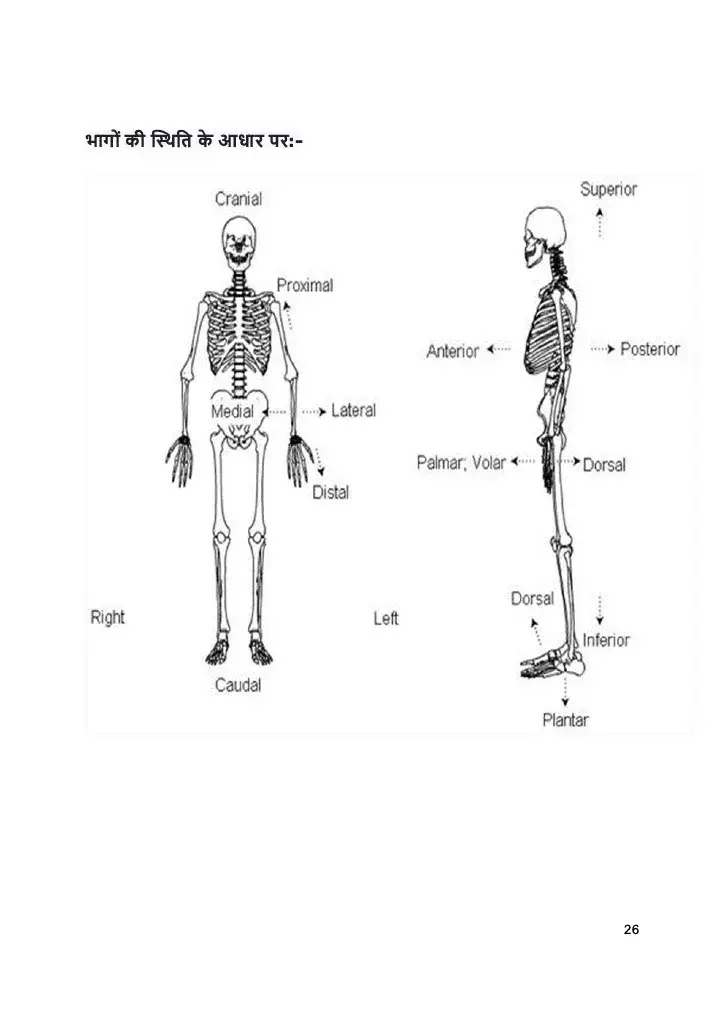 भागों की स्थिति के आधार पर:-
Cranial
Superior
Proximal
Anterior
Posterior
Medial
Lateral
Palmar; Volar
Dorsal
Distal
Dorsal
Right
Left
Inferior
Caudal
Plantar
26